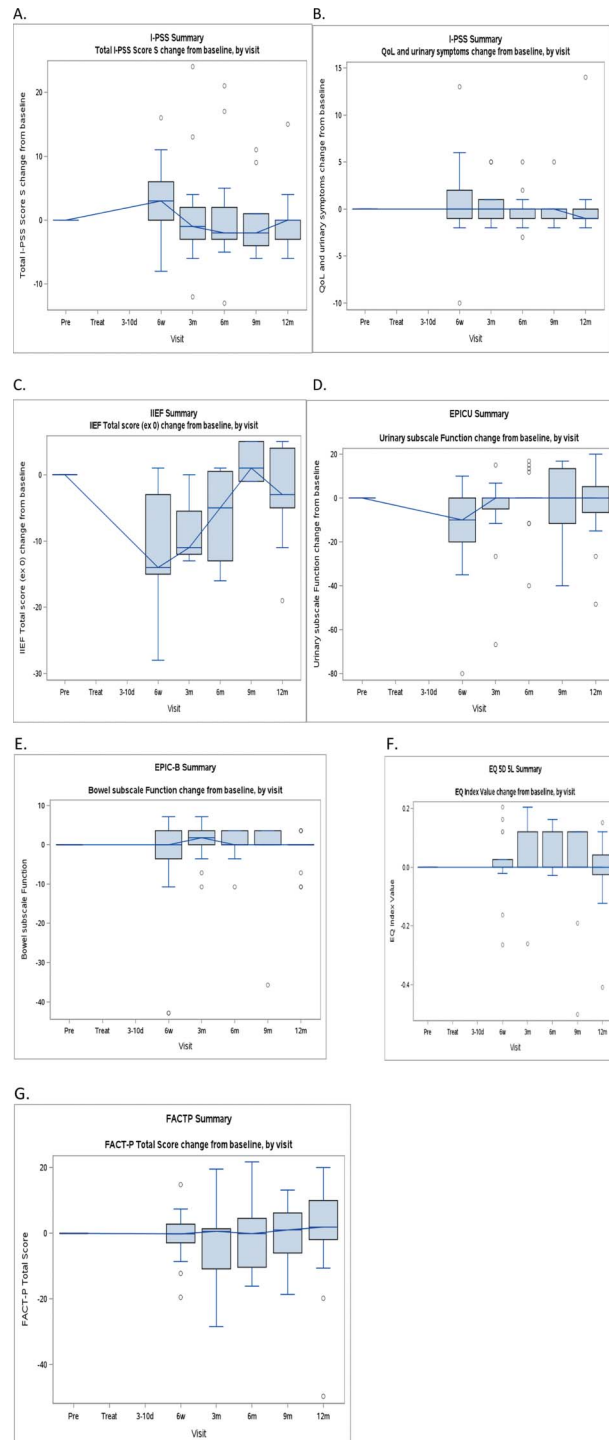 A.
I-PSS Summary
Total I-PSS Score S change from baseline, by visit
Total I-PSS Score S change from baseline
20
10
0
-10
Pre Treat 3-10d 6w 3m 6m 9m 12m
Visit
B.
I-PSS Summary
QoL and urinary symptoms change from baseline, by visit
QoL and urinary symptoms change from baseline
15
10
5
0
-5
-10
Pre Treat 3-10d 6w 3m 6m 9m 12m
Visit
C.
IIEF Summary
IIEF Total score (ex 0) change from baseline, by visit
IIEF Total score (ex 0) change from baseline
0
-10
-20
-30
Pre Treat 3-10d 6w 3m 6m 9m 12m
Visit
D.
EPICU Summary
Urinary subscale Function change from baseline, by visit
Urinary subscale Function change from baseline
20
0
-20
-40
-60
-80
Pre Treat 3-10d 6w 3m 6m 9m 12m
Visit
E.
EPIC-B Summary
Bowel subscale Function change from baseline, by visit
Bowel subscale Function
10
0
-10
-20
-30
-40
Pre Treat 3-10d 6w 3m 6m 9m 12m
Visit
F.
EQ 5D 5L Summary
EQ Index Value change from baseline, by visit
EQ Index Value
0.2
0.0
-0.2
-0.4
Pre Treat 3-10d 6w 3m 6m 9m 12m
Visit
G.
FACTP Summary
FACT-P Total Score change from baseline, by visit
FACT-P Total Score
20
0
-20
-40
Pre Treat 3-10d 6w 3m 6m 9m 12m
Visit